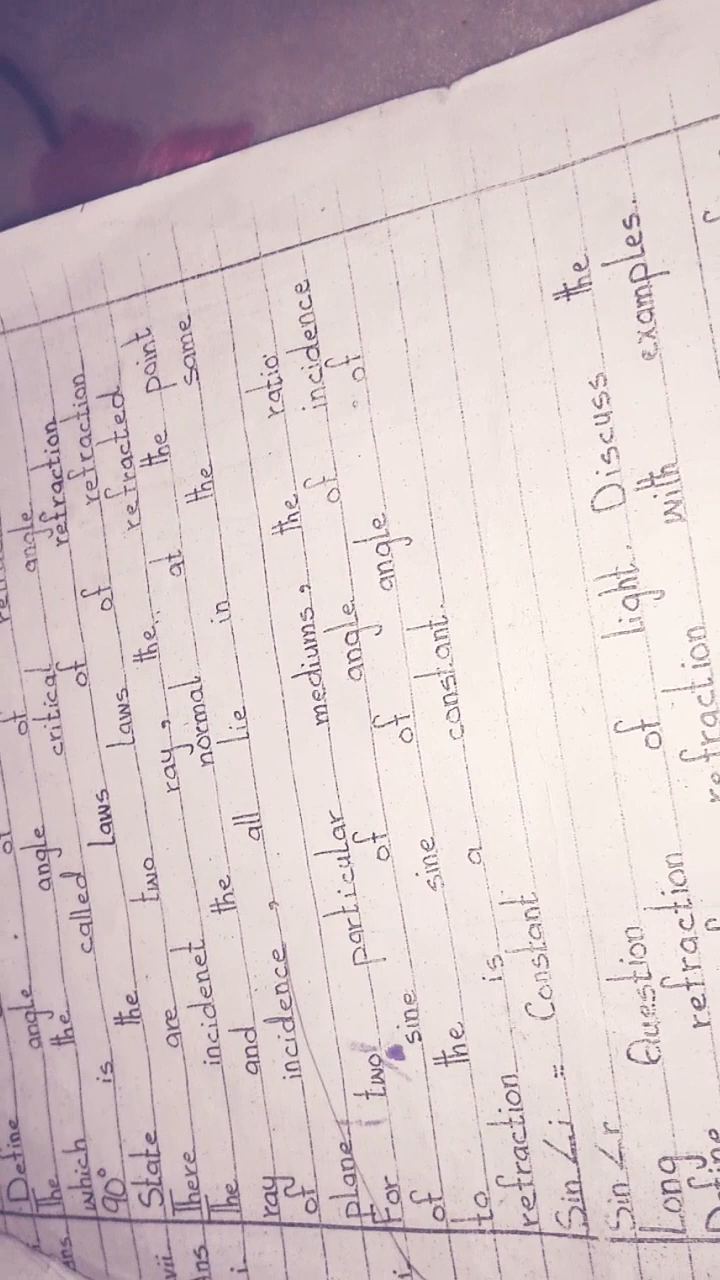 Define angle.
ans The angle of critical angle
which the angle of refraction
90° is called Laws of refraction
vii State the two Laws of refracted
Ans There are ray, the at the point
i The incidenet normal the same
ray and the all lie in
of incidence,
plane
i For two particular mediums, the ratio
of sine of angle of incidence
to the sine of angle of
refraction is a constant.
Sin∠i = Constant
Sin∠r
Long Question
Define refraction of light. Discuss the
refraction with examples.